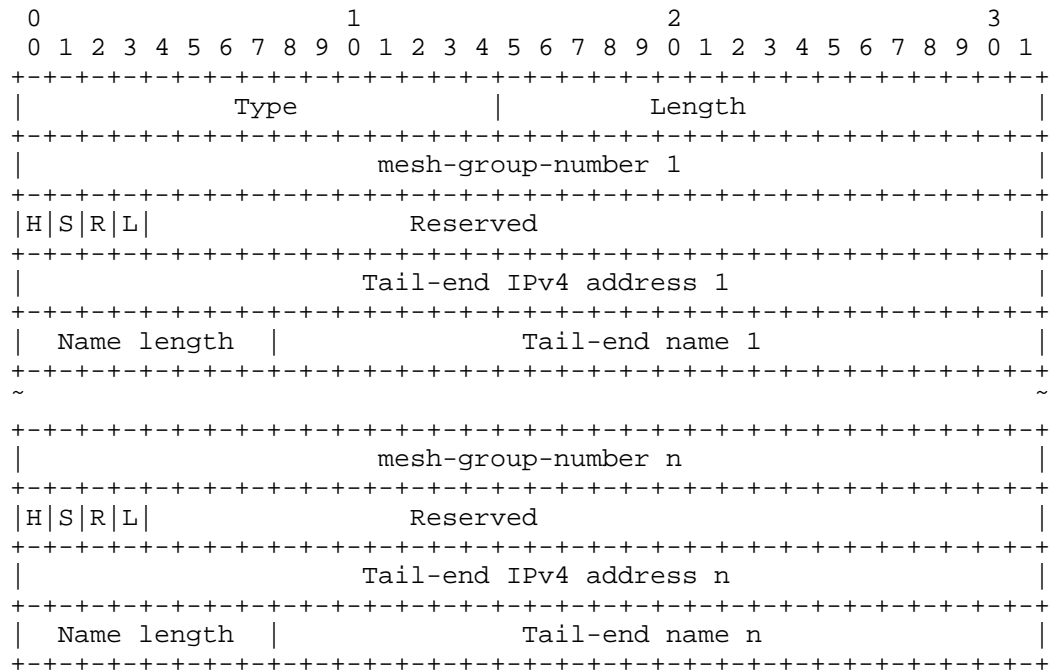 0                   1                   2                   3
 0 1 2 3 4 5 6 7 8 9 0 1 2 3 4 5 6 7 8 9 0 1 2 3 4 5 6 7 8 9 0 1
+-+-+-+-+-+-+-+-+-+-+-+-+-+-+-+-+-+-+-+-+-+-+-+-+-+-+-+-+-+-+-+-+
|             Type            |         Length                  |
+-+-+-+-+-+-+-+-+-+-+-+-+-+-+-+-+-+-+-+-+-+-+-+-+-+-+-+-+-+-+-+-+
|                      mesh-group-number 1                      |
+-+-+-+-+-+-+-+-+-+-+-+-+-+-+-+-+-+-+-+-+-+-+-+-+-+-+-+-+-+-+-+-+
|H|S|R|L|                Reserved                               |
+-+-+-+-+-+-+-+-+-+-+-+-+-+-+-+-+-+-+-+-+-+-+-+-+-+-+-+-+-+-+-+-+
|                     Tail-end IPv4 address 1                   |
+-+-+-+-+-+-+-+-+-+-+-+-+-+-+-+-+-+-+-+-+-+-+-+-+-+-+-+-+-+-+-+-+
|  Name length  |               Tail-end name 1                 |
+-+-+-+-+-+-+-+-+-+-+-+-+-+-+-+-+-+-+-+-+-+-+-+-+-+-+-+-+-+-+-+-+
~                                                               ~
+-+-+-+-+-+-+-+-+-+-+-+-+-+-+-+-+-+-+-+-+-+-+-+-+-+-+-+-+-+-+-+-+
|                      mesh-group-number n                      |
+-+-+-+-+-+-+-+-+-+-+-+-+-+-+-+-+-+-+-+-+-+-+-+-+-+-+-+-+-+-+-+-+
|H|S|R|L|                Reserved                               |
+-+-+-+-+-+-+-+-+-+-+-+-+-+-+-+-+-+-+-+-+-+-+-+-+-+-+-+-+-+-+-+-+
|                     Tail-end IPv4 address n                   |
+-+-+-+-+-+-+-+-+-+-+-+-+-+-+-+-+-+-+-+-+-+-+-+-+-+-+-+-+-+-+-+-+
|  Name length  |               Tail-end name n                 |
+-+-+-+-+-+-+-+-+-+-+-+-+-+-+-+-+-+-+-+-+-+-+-+-+-+-+-+-+-+-+-+-+